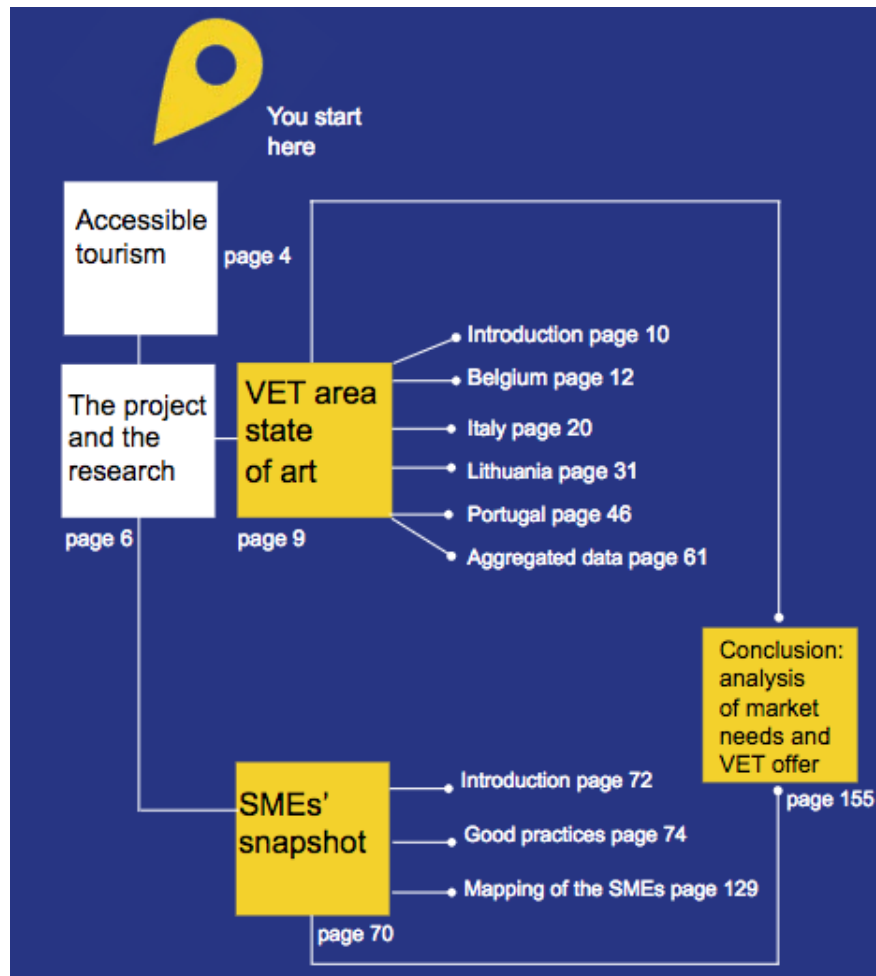 You start
here
Accessible
tourism
page 4
The project
and the
research
page 6
VET area
state
of art
page 9
Introduction page 10
Belgium page 12
Italy page 20
Lithuania page 31
Portugal page 46
Aggregated data page 61
Conclusion:
analysis
of market
needs and
VET offer
page 155
SMEs'
snapshot
page 70
Introduction page 72
Good practices page 74
Mapping of the SMEs page 129